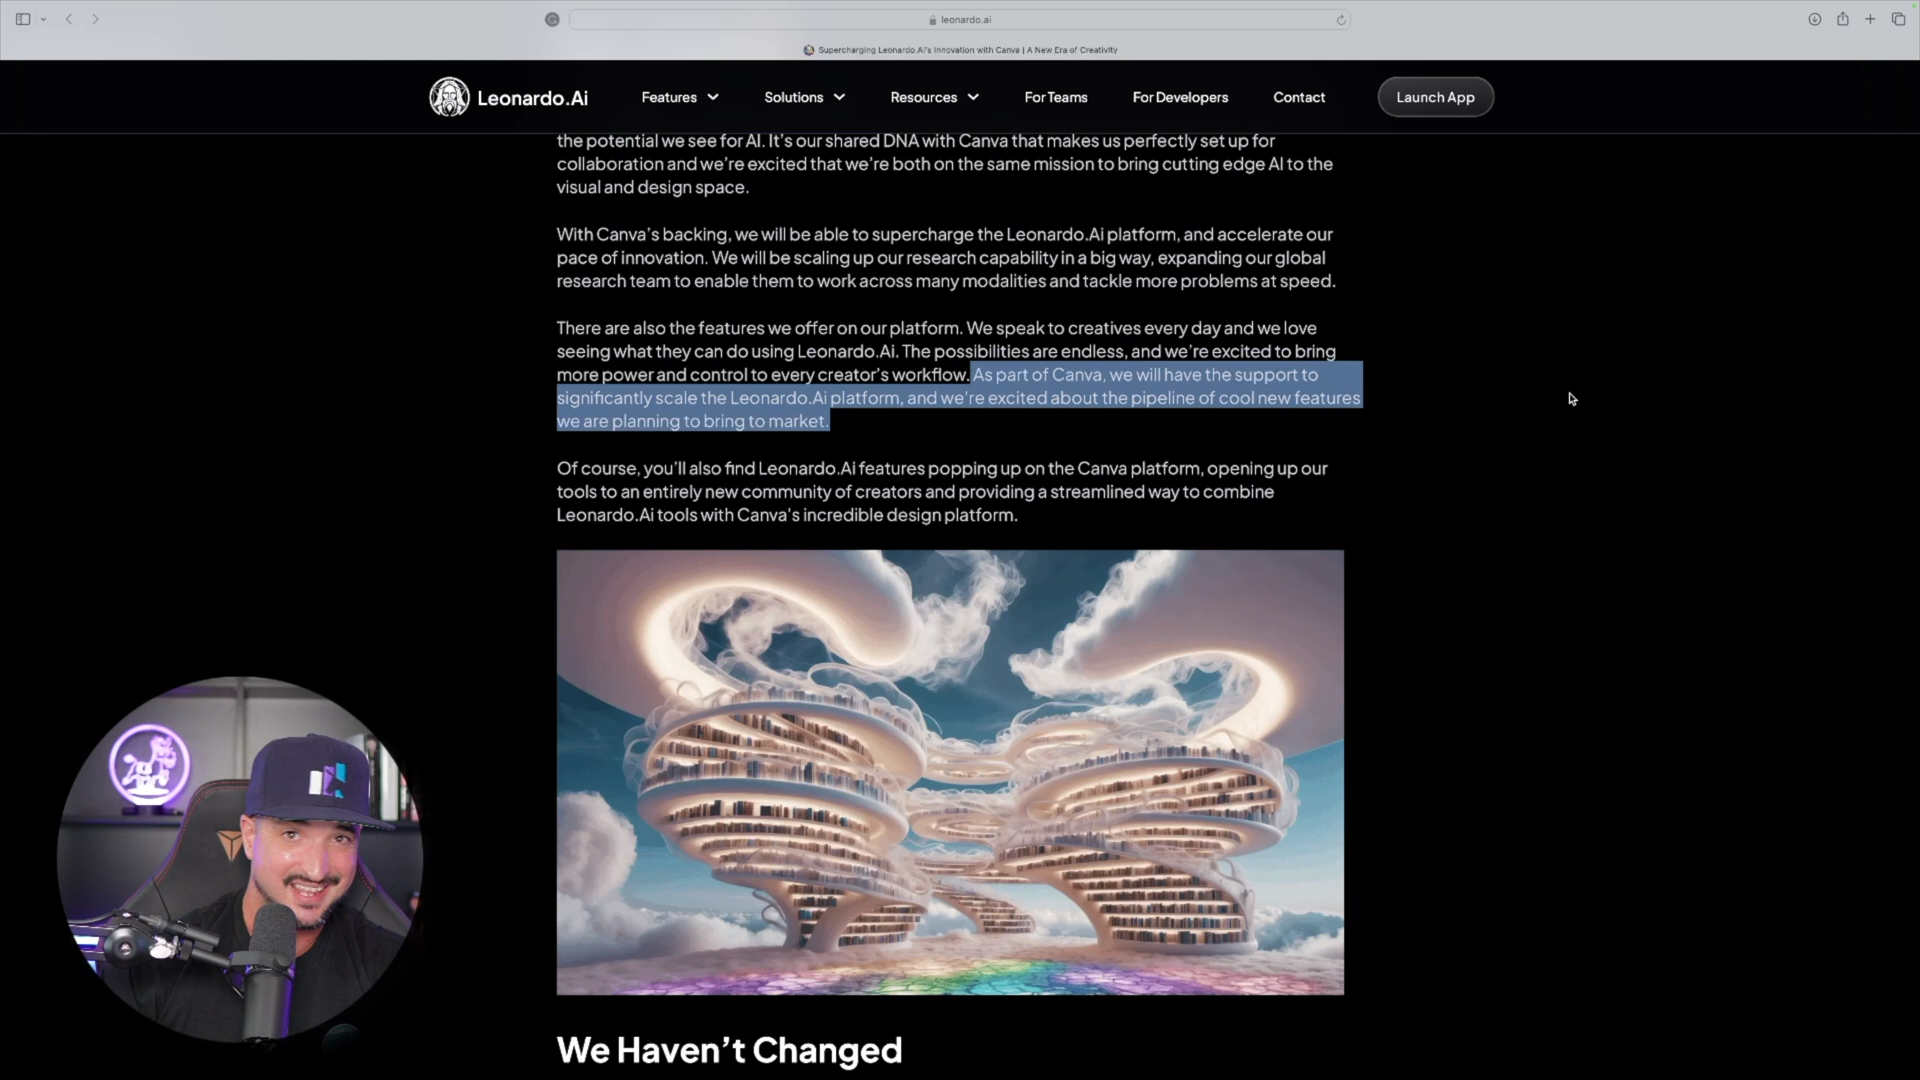 leonardo.ai
Supercharging Leonardo.Ai's Innovation with Canva | A New Era of Creativity
Leonardo.Ai
Features
Solutions
Resources
For Teams
For Developers
Contact
Launch App
the potential we see for AI. It's our shared DNA with Canva that makes us perfectly set up for
collaboration and we're excited that we're both on the same mission to bring cutting edge AI to the
visual and design space.
With Canva's backing, we will be able to supercharge the Leonardo.Ai platform, and accelerate our
pace of innovation. We will be scaling up our research capability in a big way, expanding our global
research team to enable them to work across many modalities and tackle more problems at speed.
There are also the features we offer on our platform. We speak to creatives every day and we love
seeing what they can do using Leonardo.Ai. The possibilities are endless, and we're excited to bring
more power and control to every creator's workflow. As part of Canva, we will have the support to
significantly scale the Leonardo.Ai platform, and we're excited about the pipeline of cool new features
we are planning to bring to market.
Of course, you'll also find Leonardo.Ai features popping up on the Canva platform, opening up our
tools to an entirely new community of creators and providing a streamlined way to combine
Leonardo.Ai tools with Canva's incredible design platform.
We Haven't Changed